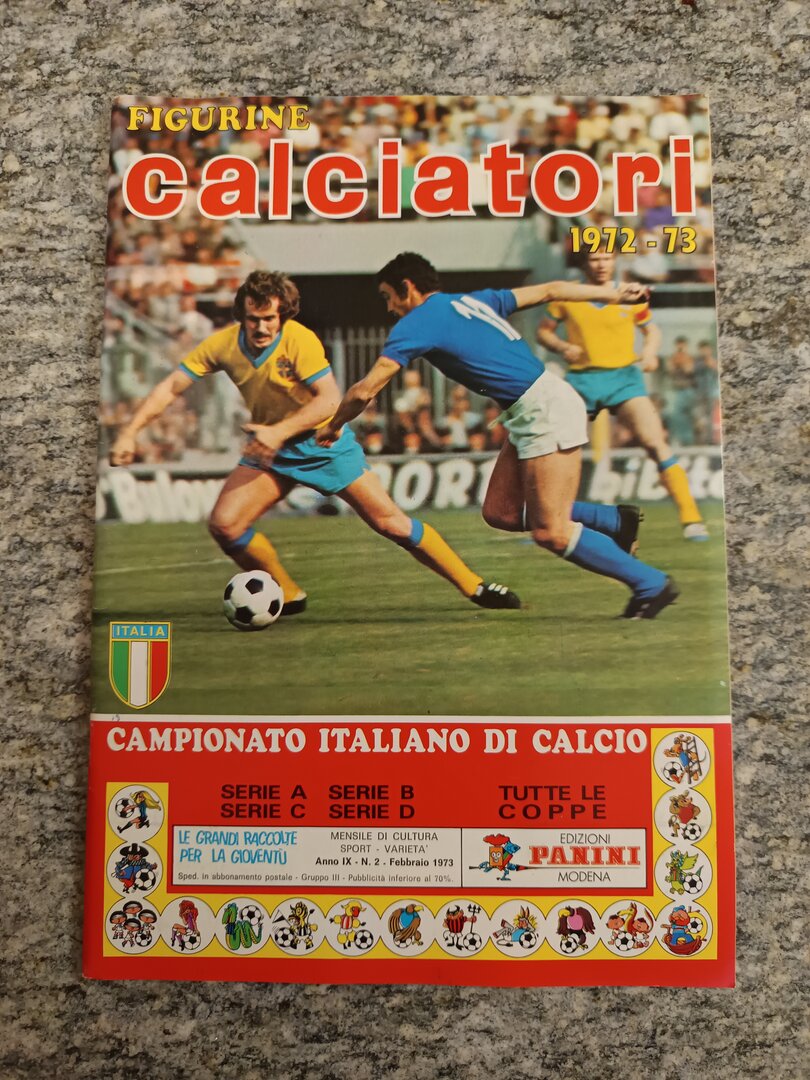 FIGURINE
calciatori
1972-73
11
ITALIA
CAMPIONATO ITALIANO DI CALCIO
SERIE A SERIE B
SERIE C SERIE D
TUTTE LE
COPPE
LE GRANDI RACCOLTE
PER LA GIOVENTÙ
MENSILE DI CULTURA
SPORT - VARIETA'
Anno IX - N. 2 - Febbraio 1973
Sped. in abbonamento postale - Gruppo III - Pubblicità inferiore al 70%.
EDIZIONI
PANINI
MODENA